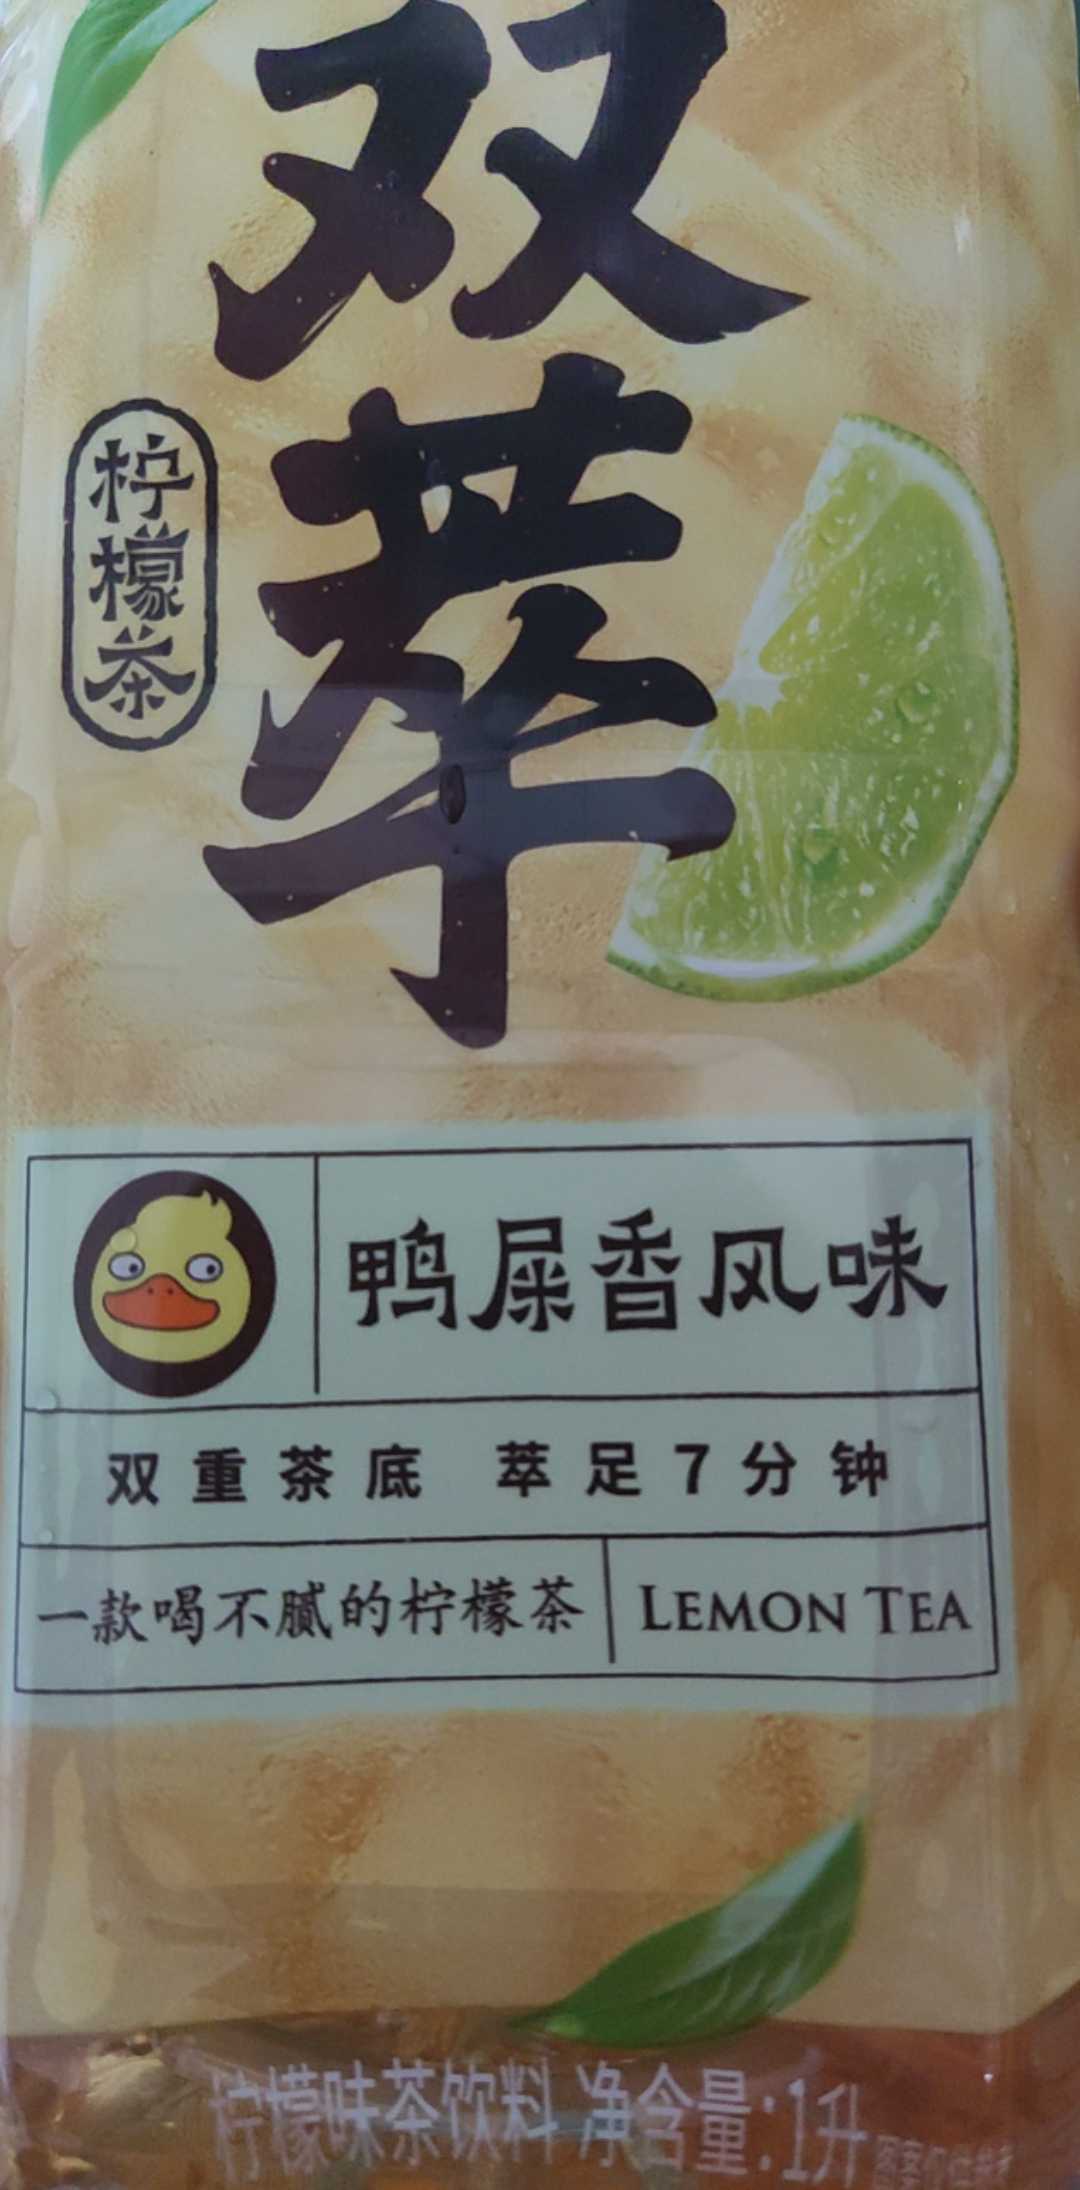 双
萃
柠
檬
茶
鸭屎香风味
双重茶底 萃足7分钟
一款喝不腻的柠檬茶
LEMON TEA
柠檬味茶饮料 净含量:1升